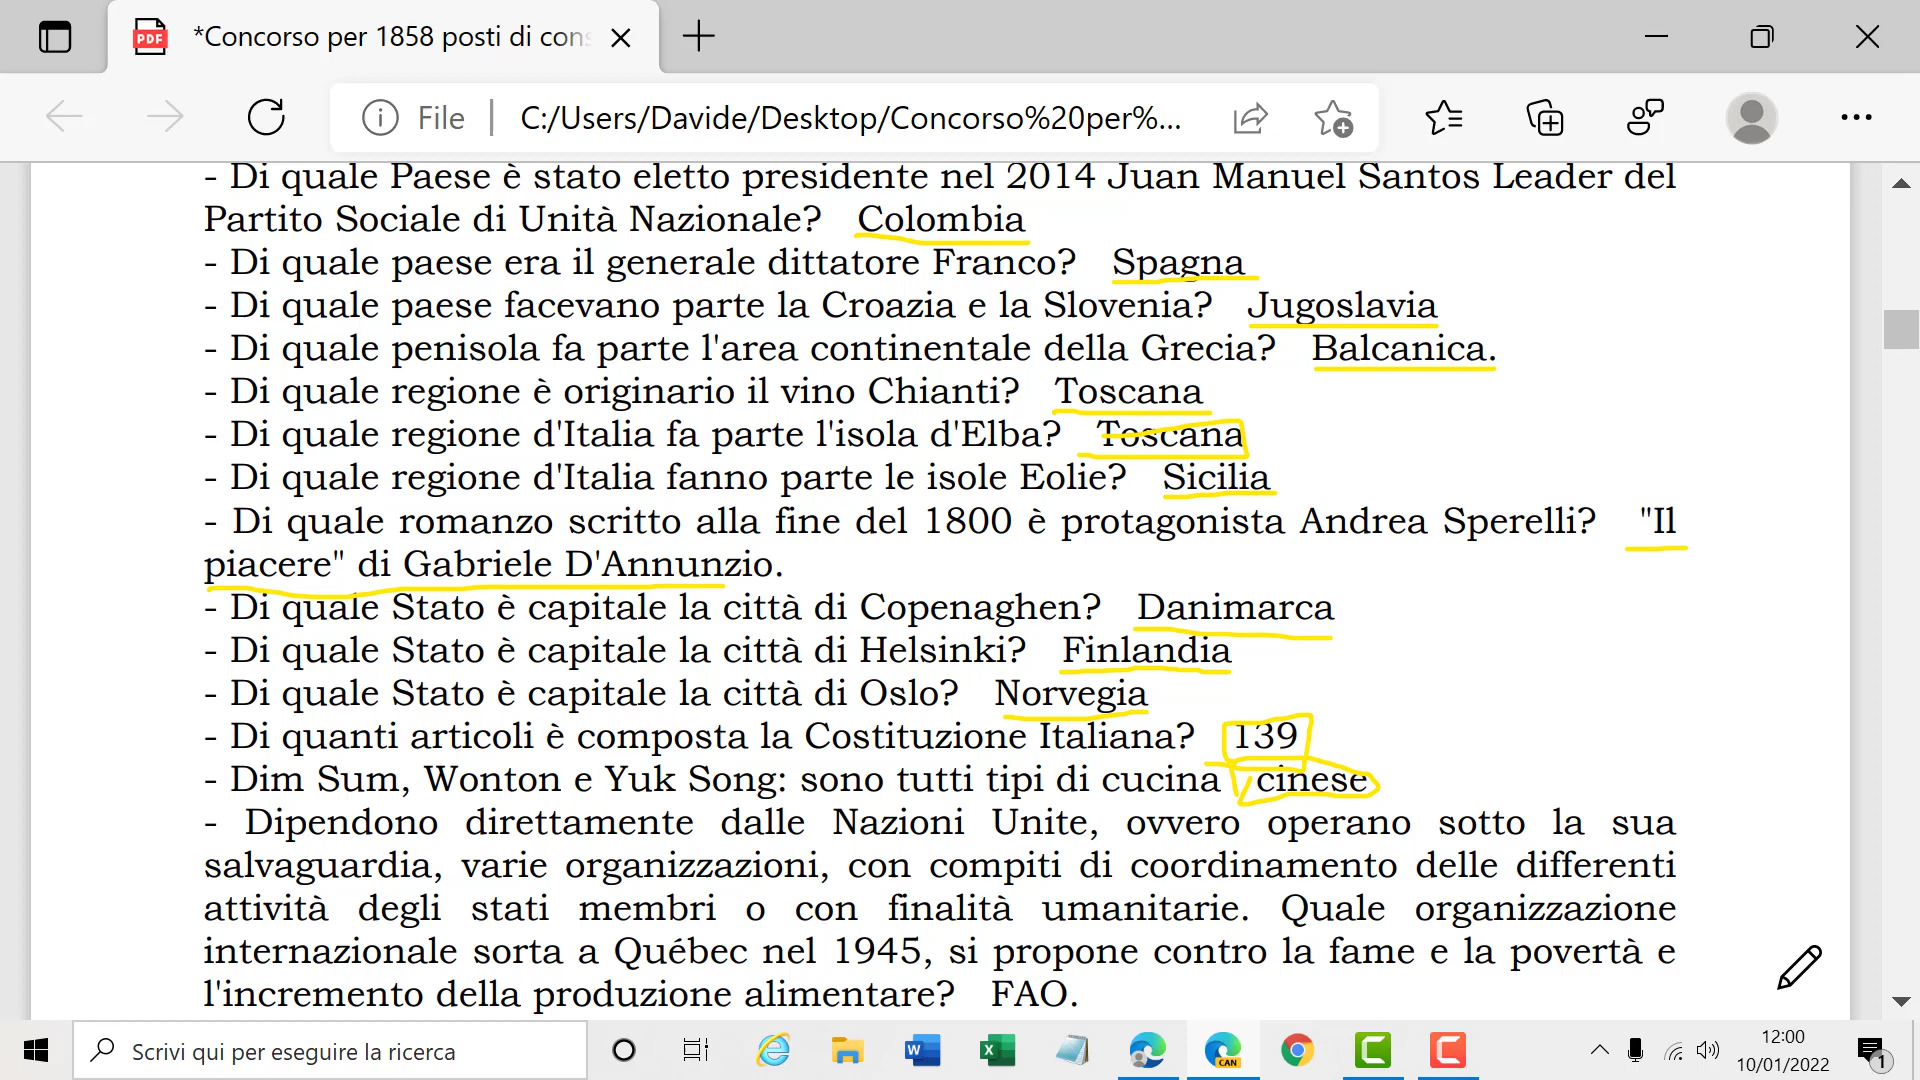 *Concorso per 1858 posti di con
File
C:/Users/Davide/Desktop/Concorso%20per%...
- Di quale Paese è stato eletto presidente nel 2014 Juan Manuel Santos Leader del
Partito Sociale di Unità Nazionale? Colombia
- Di quale paese era il generale dittatore Franco? Spagna
- Di quale paese facevano parte la Croazia e la Slovenia? Jugoslavia
- Di quale penisola fa parte l'area continentale della Grecia? Balcanica.
- Di quale regione è originario il vino Chianti? Toscana
- Di quale regione d'Italia fa parte l'isola d'Elba? Toscana
- Di quale regione d'Italia fanno parte le isole Eolie? Sicilia
- Di quale romanzo scritto alla fine del 1800 è protagonista Andrea Sperelli? "Il
piacere" di Gabriele D'Annunzio.
- Di quale Stato è capitale la città di Copenaghen? Danimarca
- Di quale Stato è capitale la città di Helsinki? Finlandia
- Di quale Stato è capitale la città di Oslo? Norvegia
- Di quanti articoli è composta la Costituzione Italiana? 139
- Dim Sum, Wonton e Yuk Song: sono tutti tipi di cucina cinese
- Dipendono direttamente dalle Nazioni Unite, ovvero operano sotto la sua
salvaguardia, varie organizzazioni, con compiti di coordinamento delle differenti
attività degli stati membri o con finalità umanitarie. Quale organizzazione
internazionale sorta a Québec nel 1945, si propone contro la fame e la povertà e
l'incremento della produzione alimentare? FAO.
Scrivi qui per eseguire la ricerca
12:00
10/01/2022
1